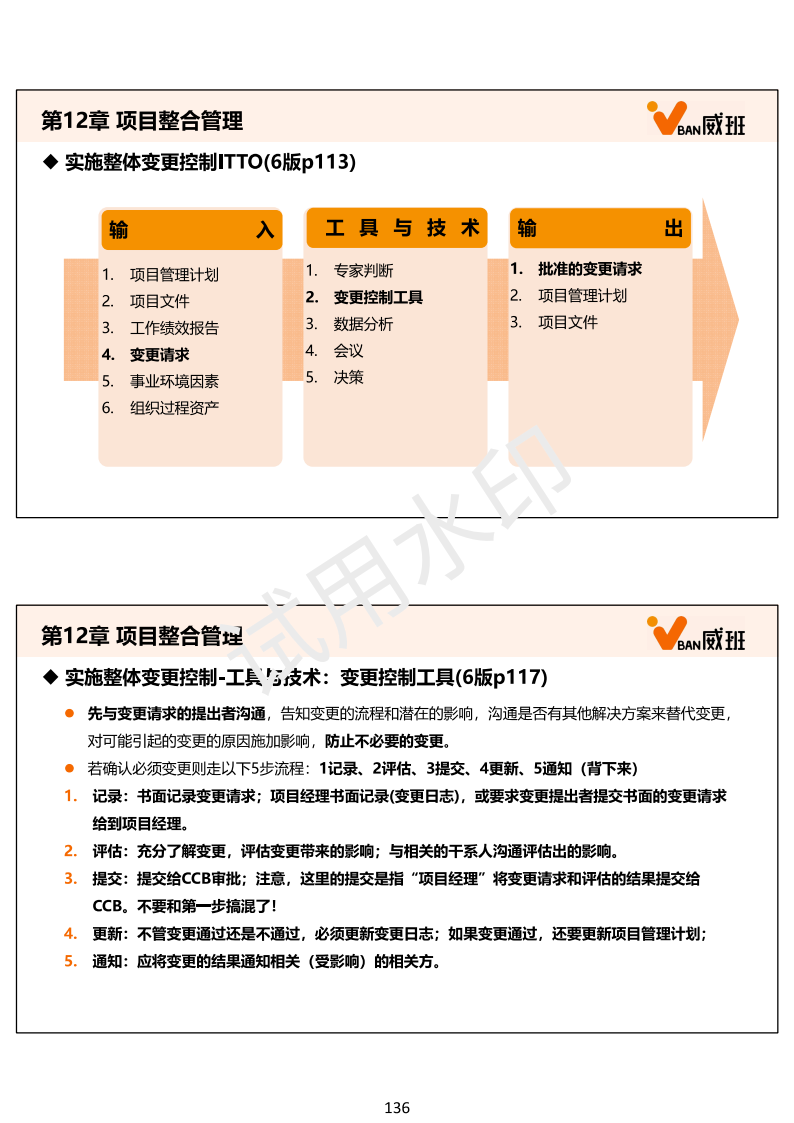 第12章 项目整合管理
VBAN威班
◆ 实施整体变更控制ITTO(6版p113)
输 入
1. 项目管理计划
2. 项目文件
3. 工作绩效报告
4. 变更请求
5. 事业环境因素
6. 组织过程资产
工 具 与 技 术
1. 专家判断
2. 变更控制工具
3. 数据分析
4. 会议
5. 决策
输 出
1. 批准的变更请求
2. 项目管理计划
3. 项目文件
试用水印
第12章 项目整合管理
VBAN威班
◆ 实施整体变更控制-工具与技术：变更控制工具(6版p117)
● 先与变更请求的提出者沟通，告知变更的流程和潜在的影响，沟通是否有其他解决方案来替代变更，
对可能引起的变更的原因施加影响，防止不必要的变更。
● 若确认必须变更则走以下5步流程：1记录、2评估、3提交、4更新、5通知（背下来）
1. 记录：书面记录变更请求；项目经理书面记录(变更日志)，或要求变更提出者提交书面的变更请求
给到项目经理。
2. 评估：充分了解变更，评估变更带来的影响；与相关的干系人沟通评估出的影响。
3. 提交：提交给CCB审批；注意，这里的提交是指“项目经理”将变更请求和评估的结果提交给
CCB。不要和第一步搞混了！
4. 更新：不管变更通过还是不通过，必须更新变更日志；如果变更通过，还要更新项目管理计划；
5. 通知：应将变更的结果通知相关（受影响）的相关方。
136